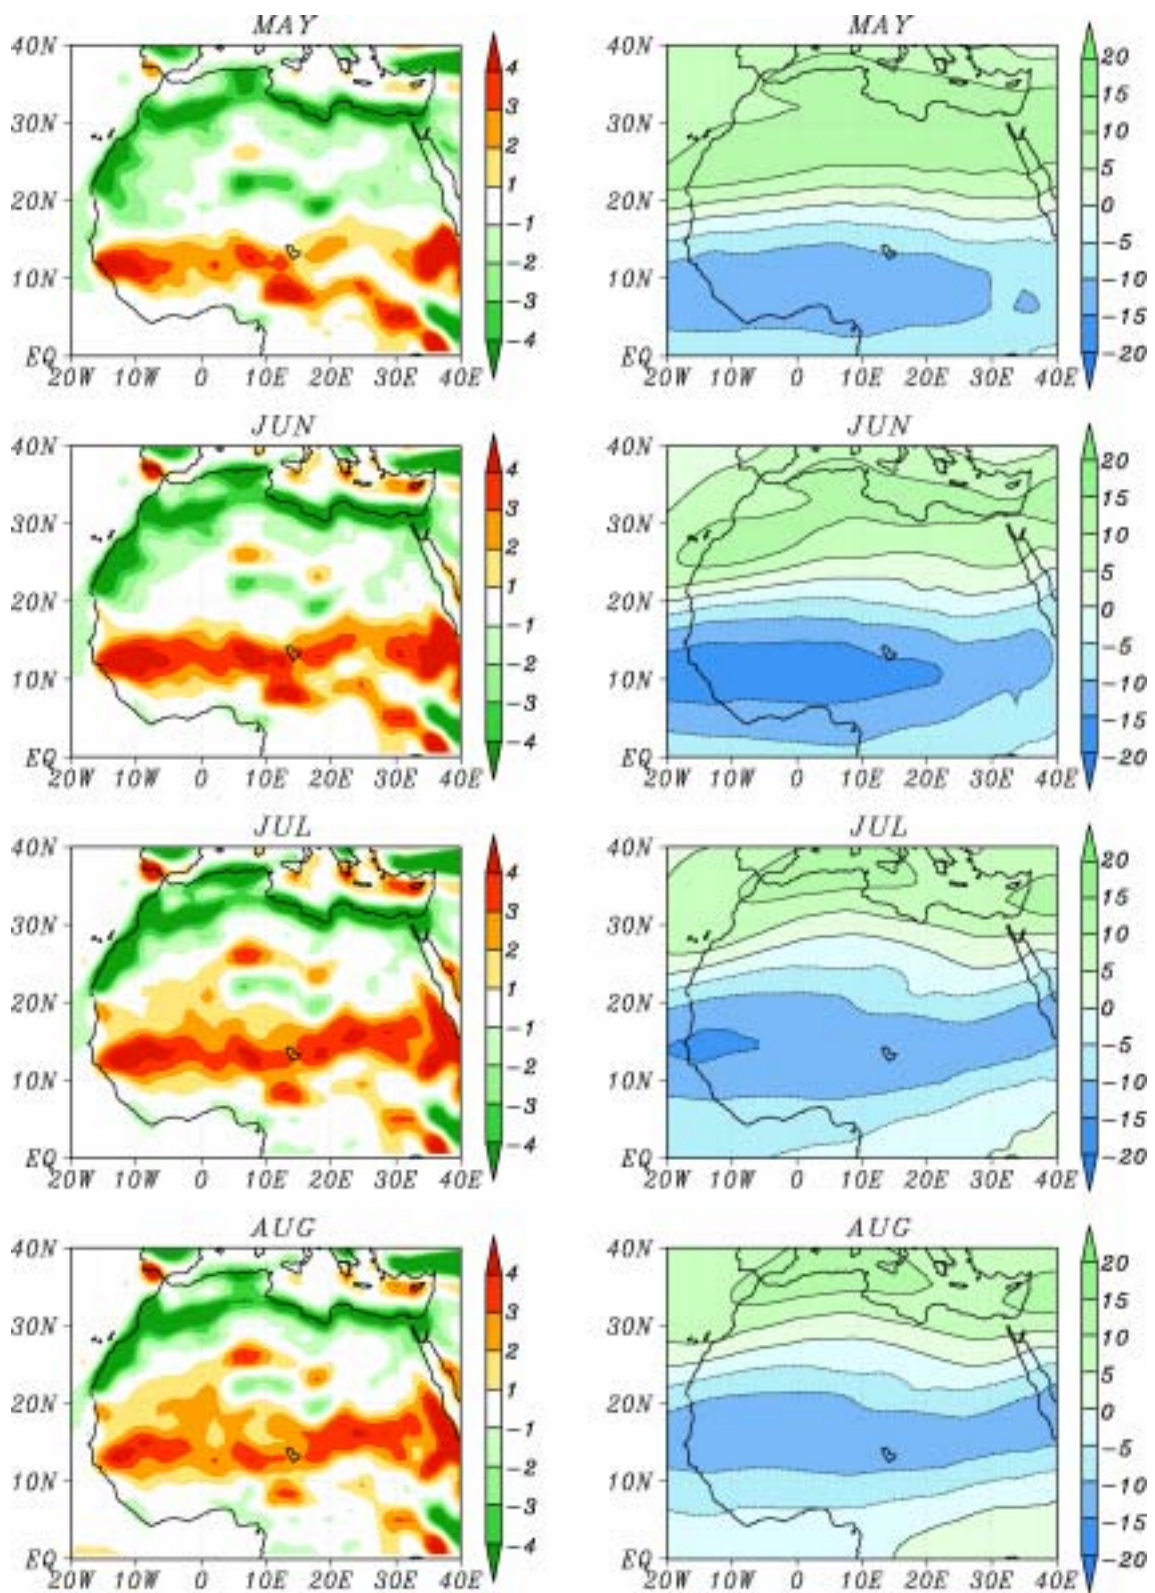 MAY MAY
40N 4 40N 20
3 15
30N 2 30N 10
1 5
20N -1 20N 0
-2 -5
10N -3 10N -10
-4 -15
EQ EQ -20
20W 10W 0 10E 20E 30E 40E 20W 10W 0 10E 20E 30E 40E
JUN JUN
40N 4 40N 20
3 15
30N 2 30N 10
1 5
20N -1 20N 0
-2 -5
10N -3 10N -10
-4 -15
EQ EQ -20
20W 10W 0 10E 20E 30E 40E 20W 10W 0 10E 20E 30E 40E
JUL JUL
40N 4 40N 20
3 15
30N 2 30N 10
1 5
20N -1 20N 0
-2 -5
10N -3 10N -10
-4 -15
EQ EQ -20
20W 10W 0 10E 20E 30E 40E 20W 10W 0 10E 20E 30E 40E
AUG AUG
40N 4 40N 20
3 15
30N 2 30N 10
1 5
20N -1 20N 0
-2 -5
10N -3 10N -10
-4 -15
EQ EQ -20
20W 10W 0 10E 20E 30E 40E 20W 10W 0 10E 20E 30E 40E